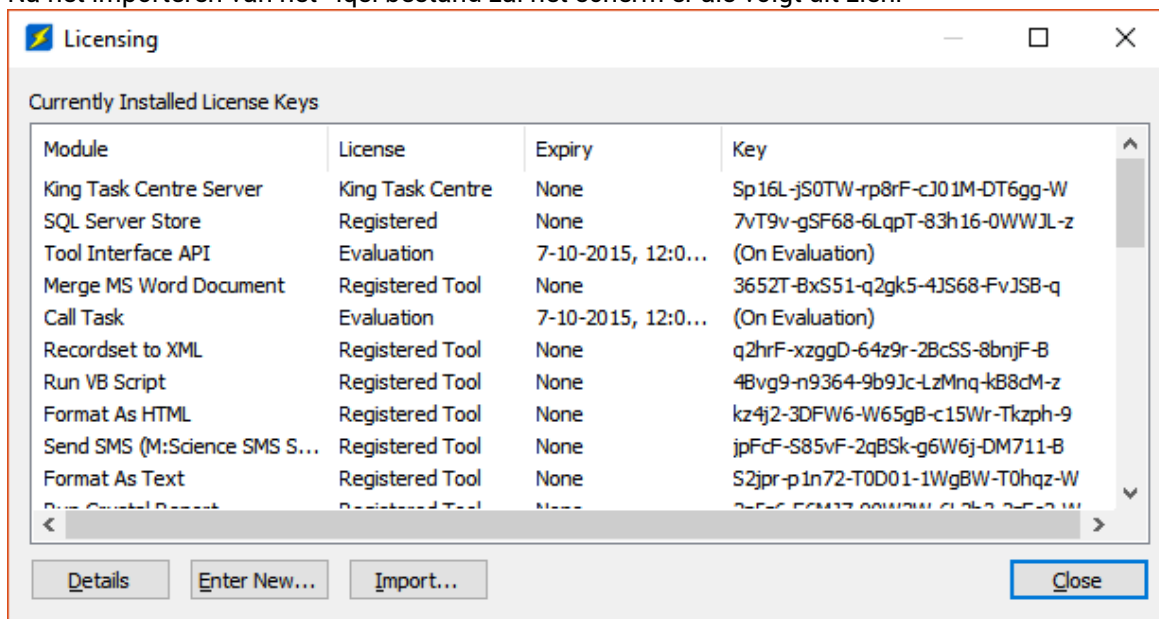 Licensing
Currently Installed License Keys
Module License Expiry Key
King Task Centre Server King Task Centre None Sp16L-jS0TW-rp8rF-cJ01M-DT6gg-W
SQL Server Store Registered None 7vT9v-gSF68-6LqpT-83h16-0WWJL-z
Tool Interface API Evaluation 7-10-2015, 12:0... (On Evaluation)
Merge MS Word Document Registered Tool None 3652T-BxS51-q2gk5-4JS68-FvJSB-q
Call Task Evaluation 7-10-2015, 12:0... (On Evaluation)
Recordset to XML Registered Tool None q2hrF-xzggD-64z9r-2BcSS-8bnjF-B
Run VB Script Registered Tool None 4Bvg9-n9364-9b9Jc-LzMnq-kB8cM-z
Format As HTML Registered Tool None kz4j2-3DFW6-W65gB-c15Wr-Tkzph-9
Send SMS (M:Science SMS S... Registered Tool None jpFcF-S85vF-2qBSk-g6W6j-DM711-B
Format As Text Registered Tool None S2jpr-p1n72-T0D01-1WgBW-T0hqz-W
Run Crystal Report Registered Tool None
Details Enter New... Import... Close